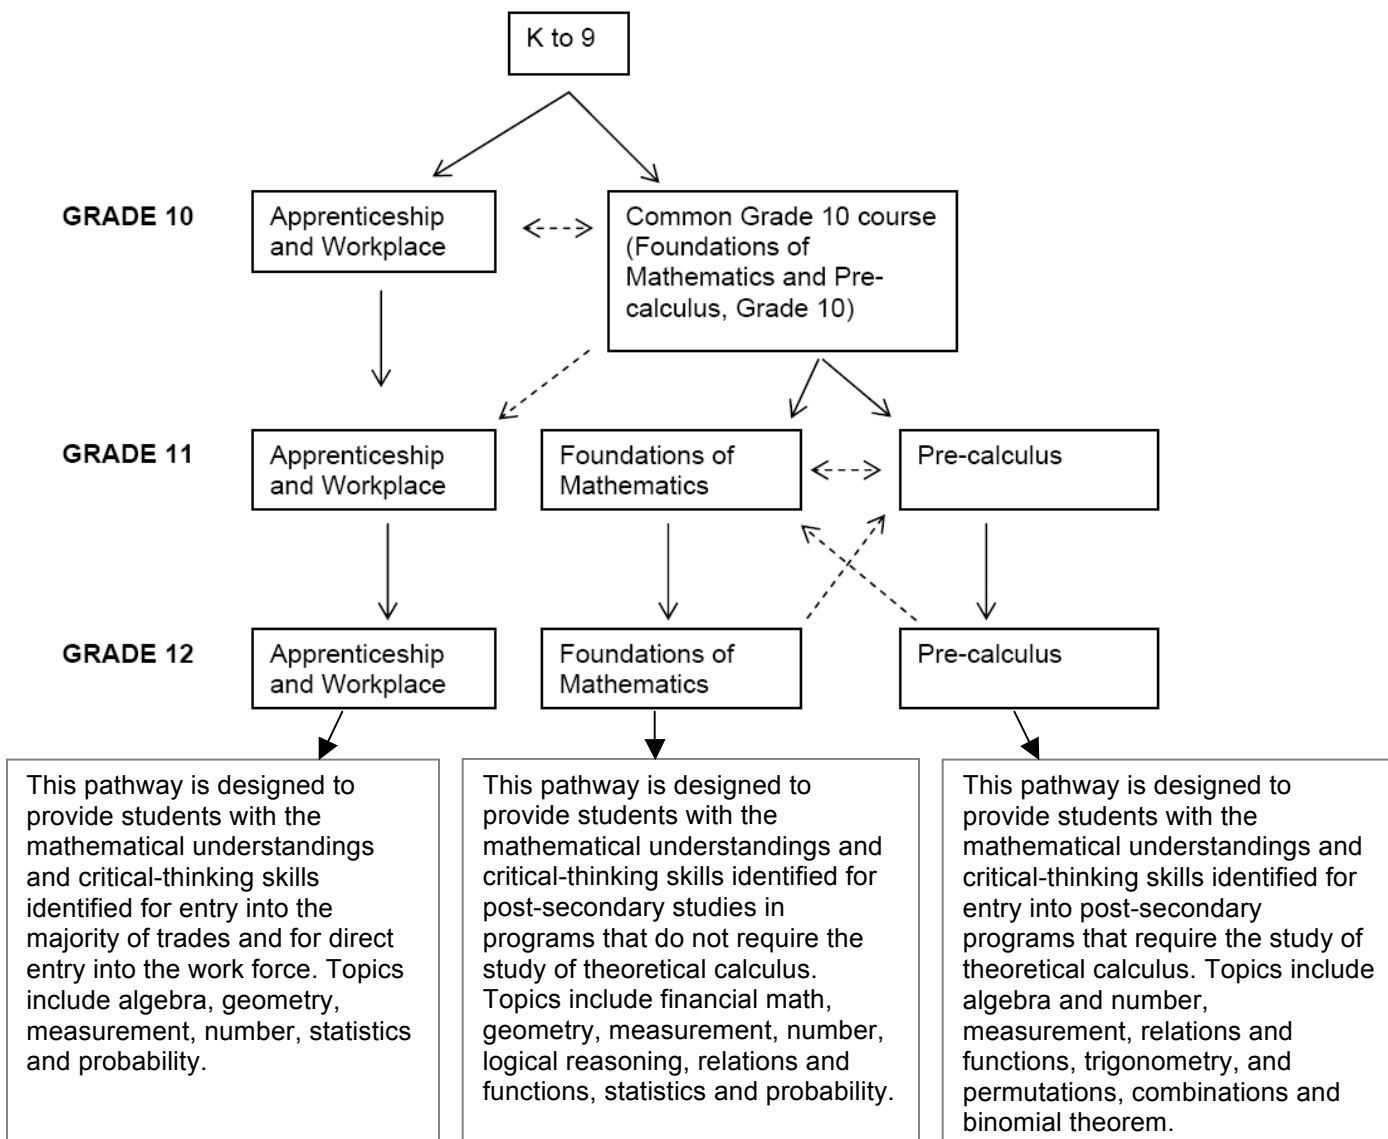 K to 9
GRADE 10
Apprenticeship
and Workplace
Common Grade 10 course
(Foundations of
Mathematics and Pre-
calculus, Grade 10)
GRADE 11
Apprenticeship
and Workplace
Foundations of
Mathematics
Pre-calculus
GRADE 12
Apprenticeship
and Workplace
Foundations of
Mathematics
Pre-calculus
This pathway is designed to
provide students with the
mathematical understandings
and critical-thinking skills
identified for entry into the
majority of trades and for direct
entry into the work force. Topics
include algebra, geometry,
measurement, number, statistics
and probability.
This pathway is designed to
provide students with the
mathematical understandings and
critical-thinking skills identified for
post-secondary studies in
programs that do not require the
study of theoretical calculus.
Topics include financial math,
geometry, measurement, number,
logical reasoning, relations and
functions, statistics and probability.
This pathway is designed to
provide students with the
mathematical understandings and
critical-thinking skills identified for
entry into post-secondary
programs that require the study of
theoretical calculus. Topics include
algebra and number,
measurement, relations and
functions, trigonometry, and
permutations, combinations and
binomial theorem.